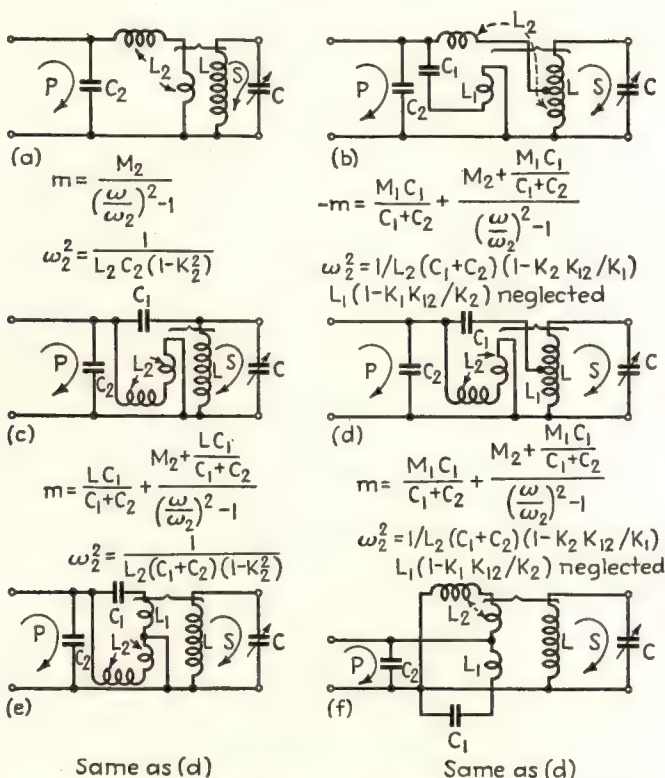 P C₂ L₂ L S C
(a)
P C₂ C₁ L₁ L₂ L S C
(b)
m = M₂ / ((ω/ω₂)² - 1)
-m = M₁C₁ / (C₁+C₂) + (M₂ + M₁C₁ / (C₁+C₂)) / ((ω/ω₂)² - 1)
ω₂² = 1 / (L₂C₂(1-K₂²))
ω₂² = 1/L₂(C₁+C₂)(1-K₂K₁₂/K₁)
L₁(1-K₁K₁₂/K₂) neglected
C₁ P C₂ L₂ L S C
(c)
P C₂ C₁ L₂ L₁ L S C
(d)
m = LC₁ / (C₁+C₂) + (M₂ + LC₁ / (C₁+C₂)) / ((ω/ω₂)² - 1)
m = M₁C₁ / (C₁+C₂) + (M₂ + M₁C₁ / (C₁+C₂)) / ((ω/ω₂)² - 1)
ω₂² = 1 / (L₂(C₁+C₂)(1-K₂²))
ω₂² = 1/L₂(C₁+C₂)(1-K₂K₁₂/K₁)
L₁(1-K₁K₁₂/K₂) neglected
P C₂ C₁ L₁ L₂ L S C
(e)
P C₂ L₂ L₁ C₁ L S C
(f)
Same as (d)
Same as (d)